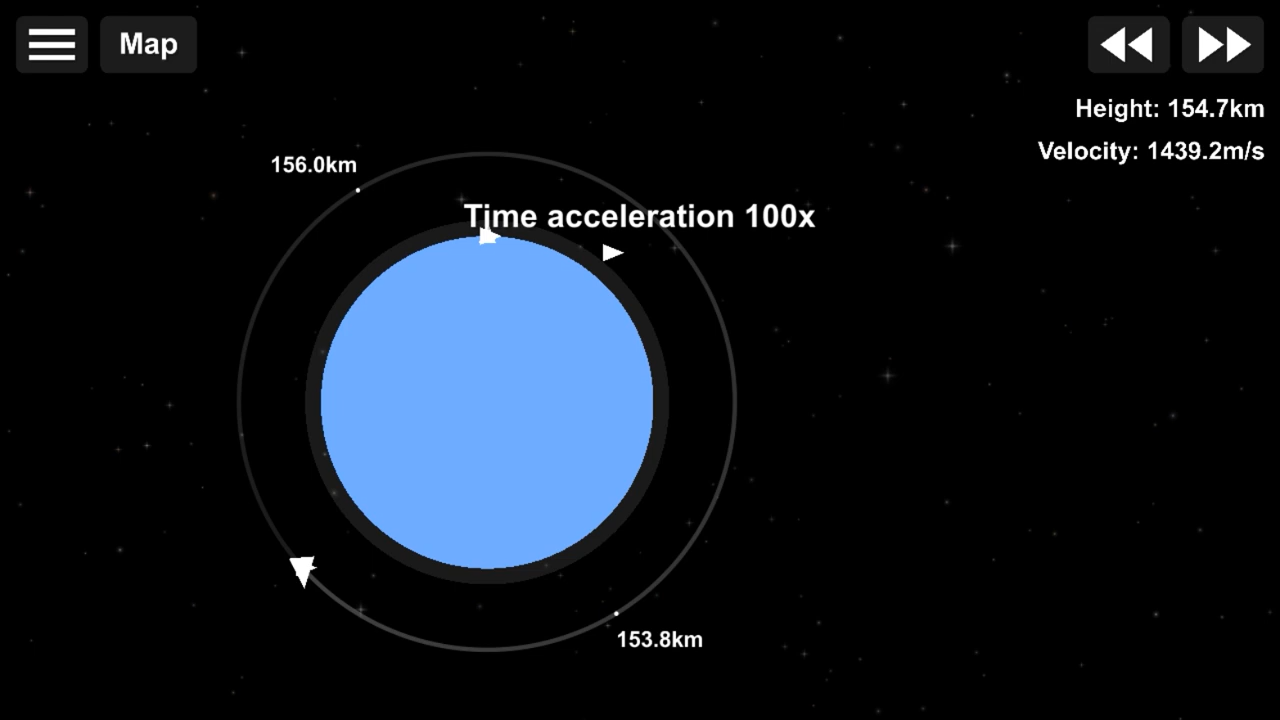 Map
Height: 154.7km
Velocity: 1439.2m/s
156.0km
Time acceleration 100x
153.8km